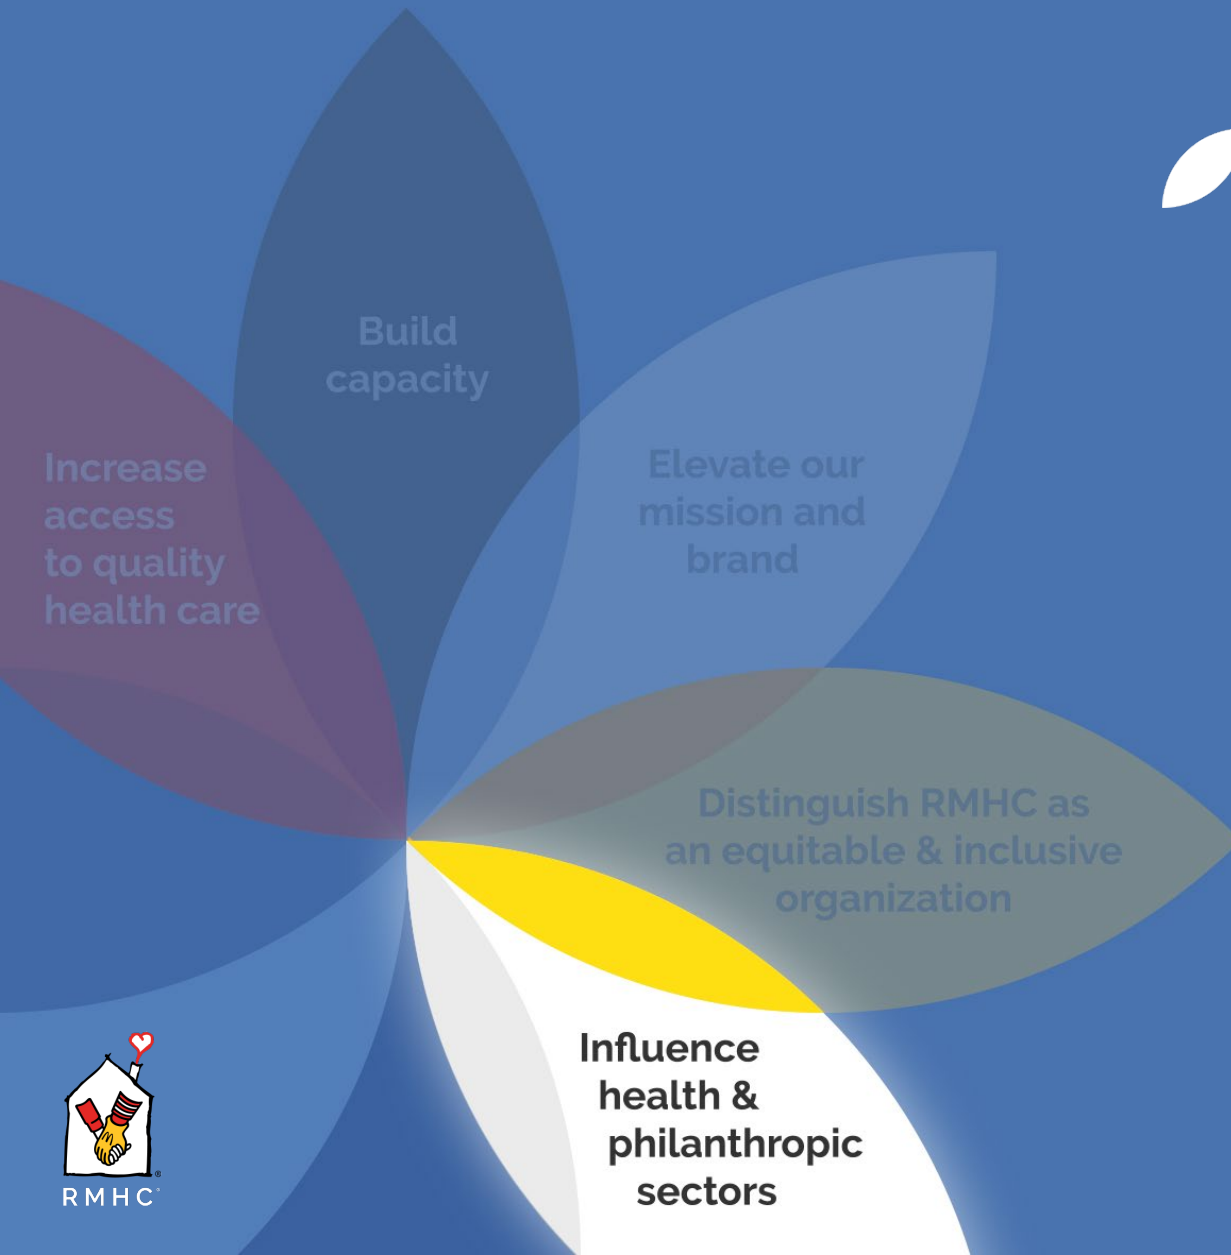 Build
capacity
Increase
access
to quality
health care
Elevate our
mission and
brand
Distinguish RMHC as
an equitable & inclusive
organization
Influence
health &
philanthropic
sectors
RMHC®